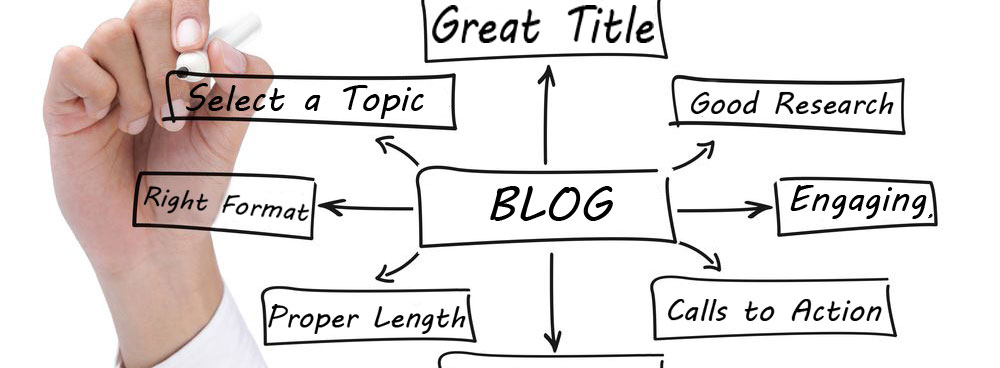 Great Title
Select a Topic
Good Research
Right Format
BLOG
Engaging,
Proper Length
Calls to Action